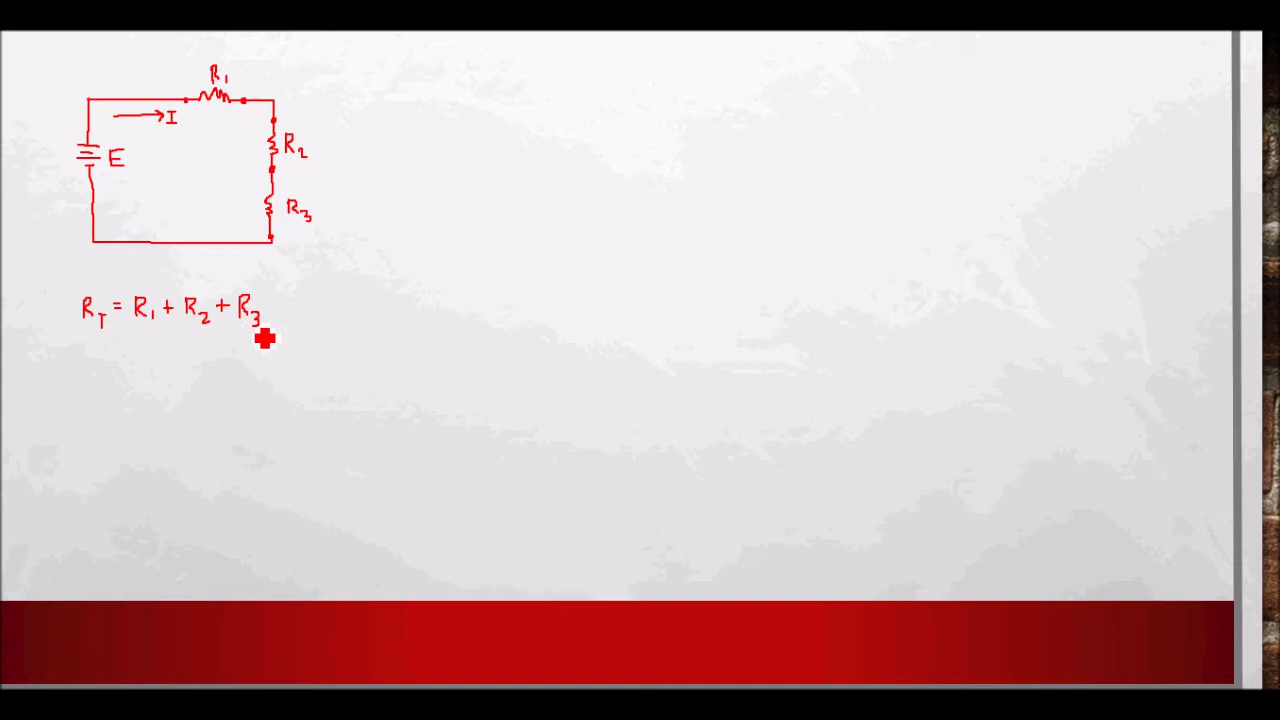 R1
I
E
R2
R3
RT = R1 + R2 + R3